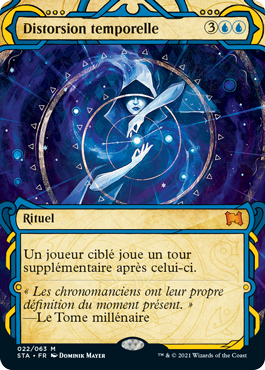 Distorsion temporelle 3
Rituel
Un joueur ciblé joue un tour
supplémentaire après celui-ci.
« Les chronomanciens ont leur propre
définition du moment présent. »
—Le Tome millénaire
022/063 M
STA • FR DOMINIK MAYER
™ & © 2021 Wizards of the Coast